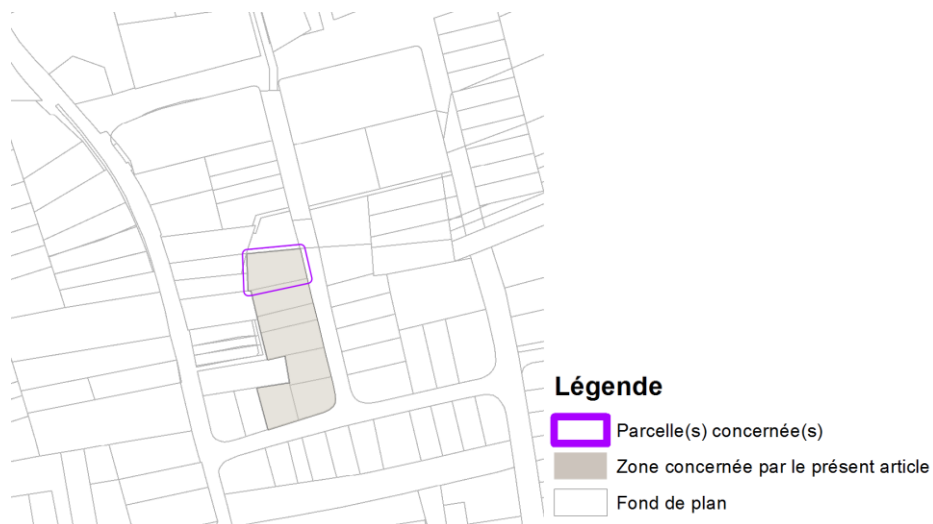 Légende
Parcelle(s) concernée(s)
Zone concernée par le présent article
Fond de plan